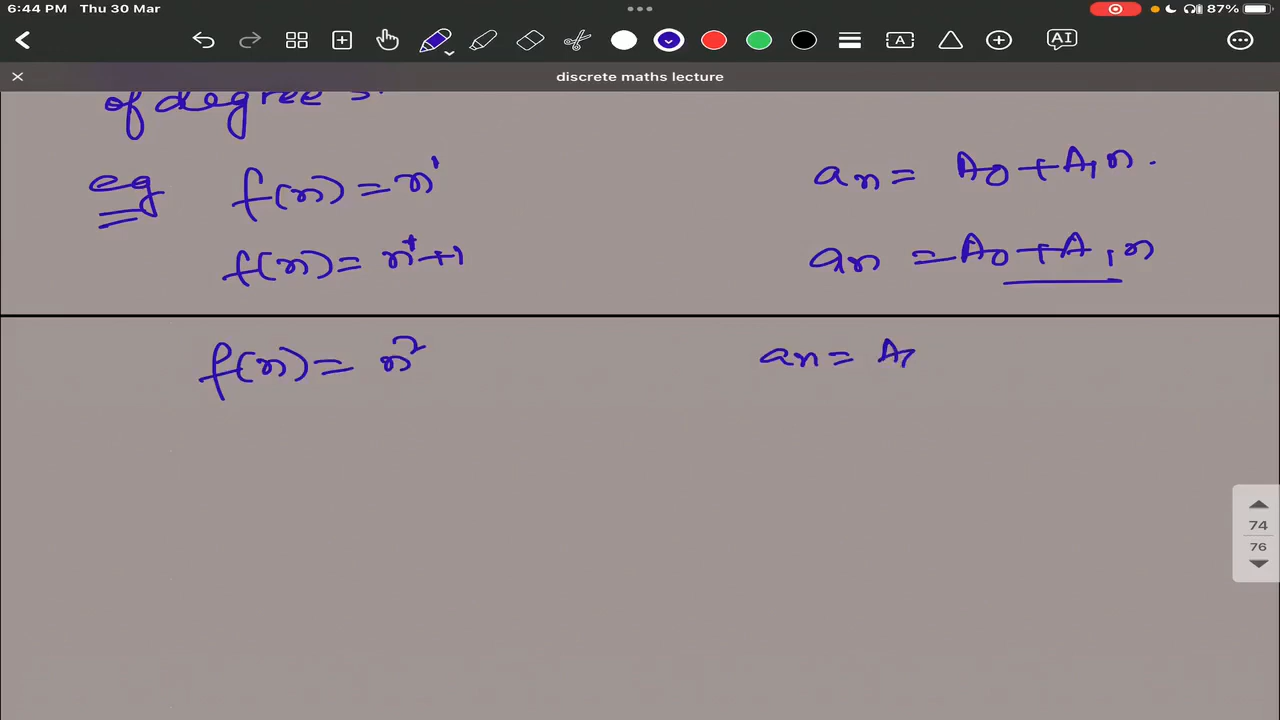 6:44 PM Thu 30 Mar
87%
A
AI
discrete maths lecture
of degree s.
eg f(n) = n¹ an = A0 + A1n.
f(n) = n¹+1 an = A0 + A1n
f(n) = n² an = A
74
76